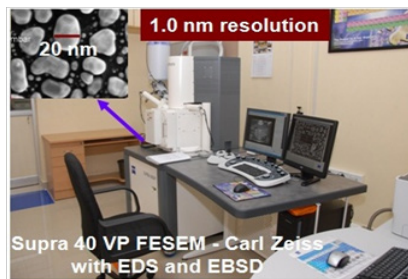 1.0 nm resolution
20 nm
Supra 40 VP FESEM - Carl Zeiss
with EDS and EBSD